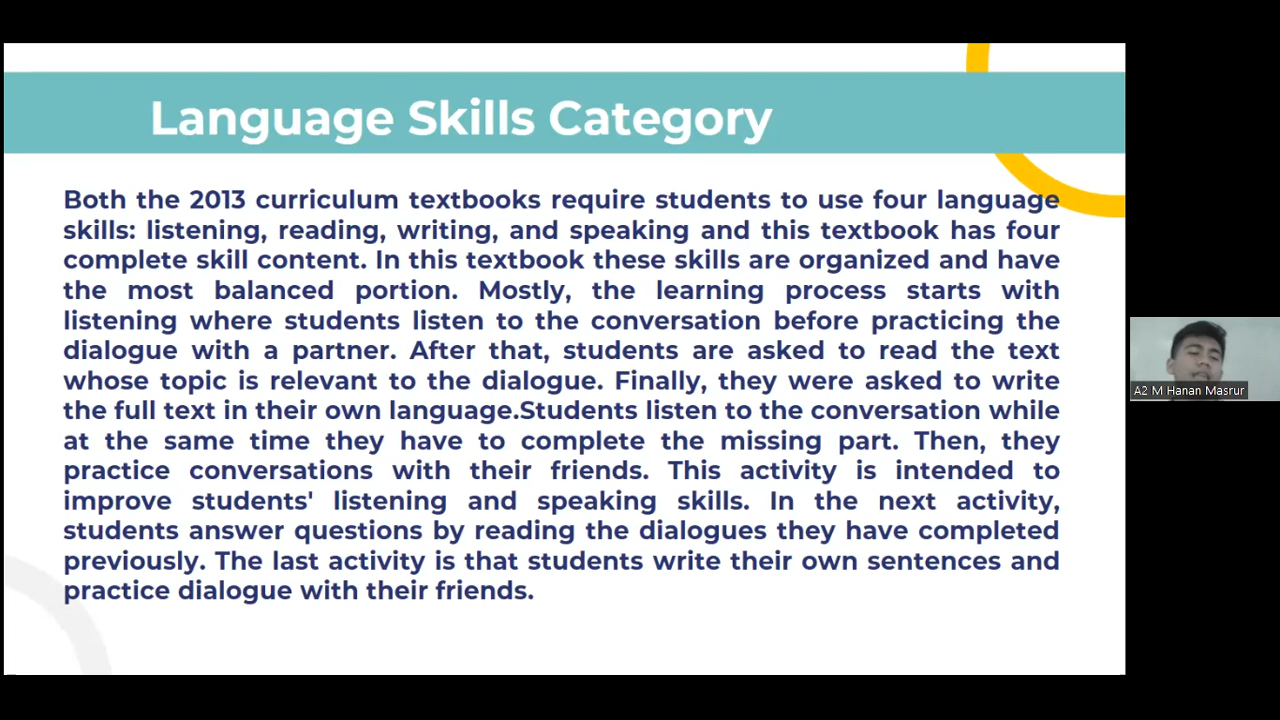 Language Skills Category
Both the 2013 curriculum textbooks require students to use four language
skills: listening, reading, writing, and speaking and this textbook has four
complete skill content. In this textbook these skills are organized and have
the most balanced portion. Mostly, the learning process starts with
listening where students listen to the conversation before practicing the
dialogue with a partner. After that, students are asked to read the text
whose topic is relevant to the dialogue. Finally, they were asked to write
the full text in their own language.Students listen to the conversation while
at the same time they have to complete the missing part. Then, they
practice conversations with their friends. This activity is intended to
improve students' listening and speaking skills. In the next activity,
students answer questions by reading the dialogues they have completed
previously. The last activity is that students write their own sentences and
practice dialogue with their friends.
A2 M Hanan Masrur